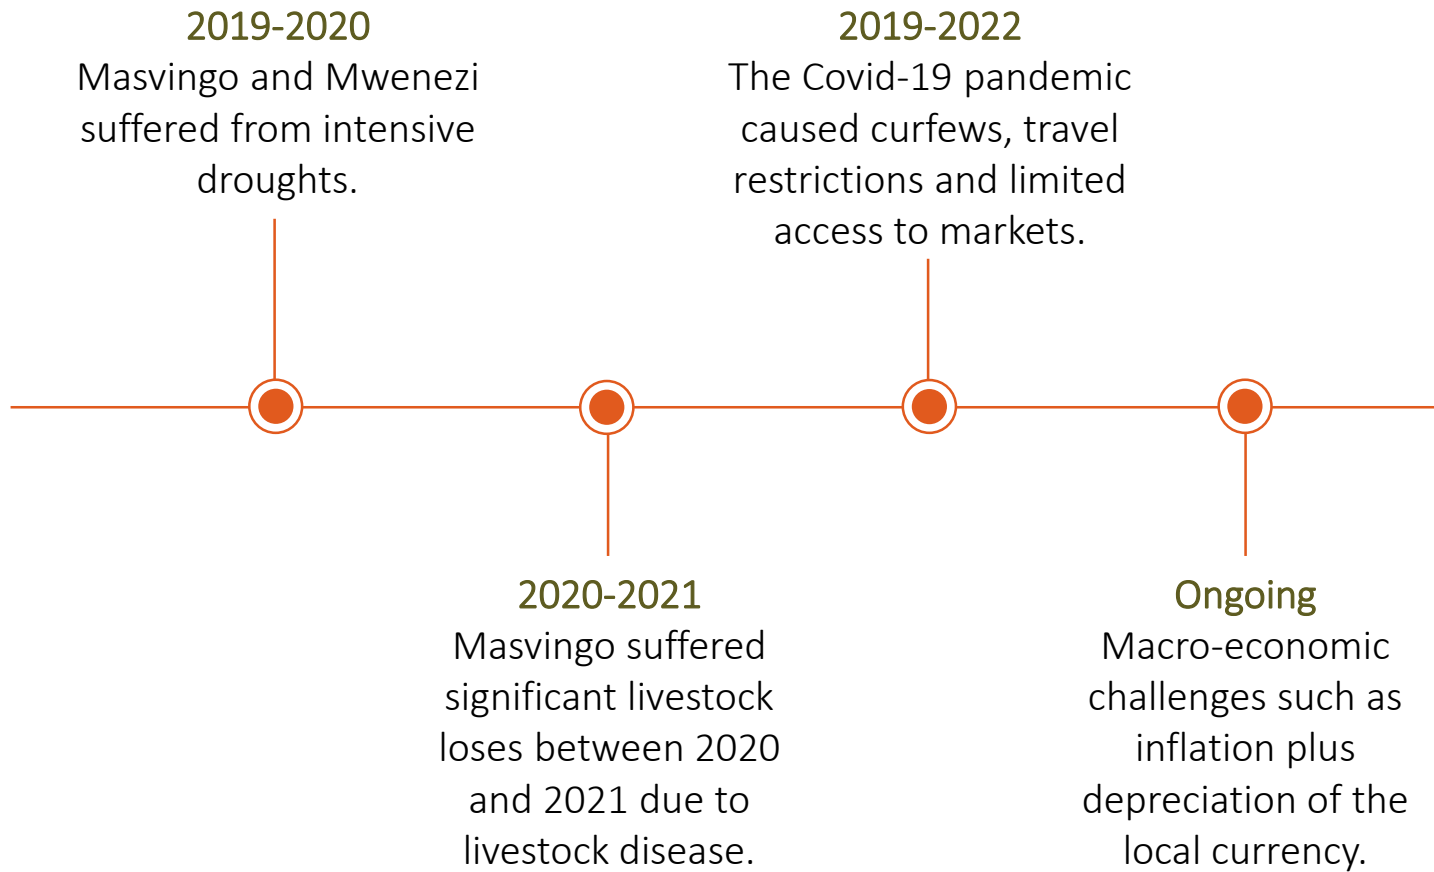 2019-2020
Masvingo and Mwenezi
suffered from intensive
droughts.
2020-2021
Masvingo suffered
significant livestock
loses between 2020
and 2021 due to
livestock disease.
2019-2022
The Covid-19 pandemic
caused curfews, travel
restrictions and limited
access to markets.
Ongoing
Macro-economic
challenges such as
inflation plus
depreciation of the
local currency.